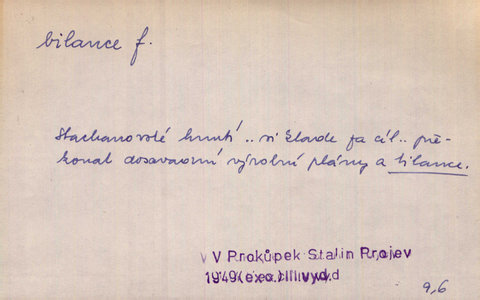 bilance f.
Stachanovské hnutí .. si klade za cíl .. pře-
konat dosavadní výrobní plány a bilance.
V Prokůpek Stalin Projev
1949 (exc) III vyd
9,6